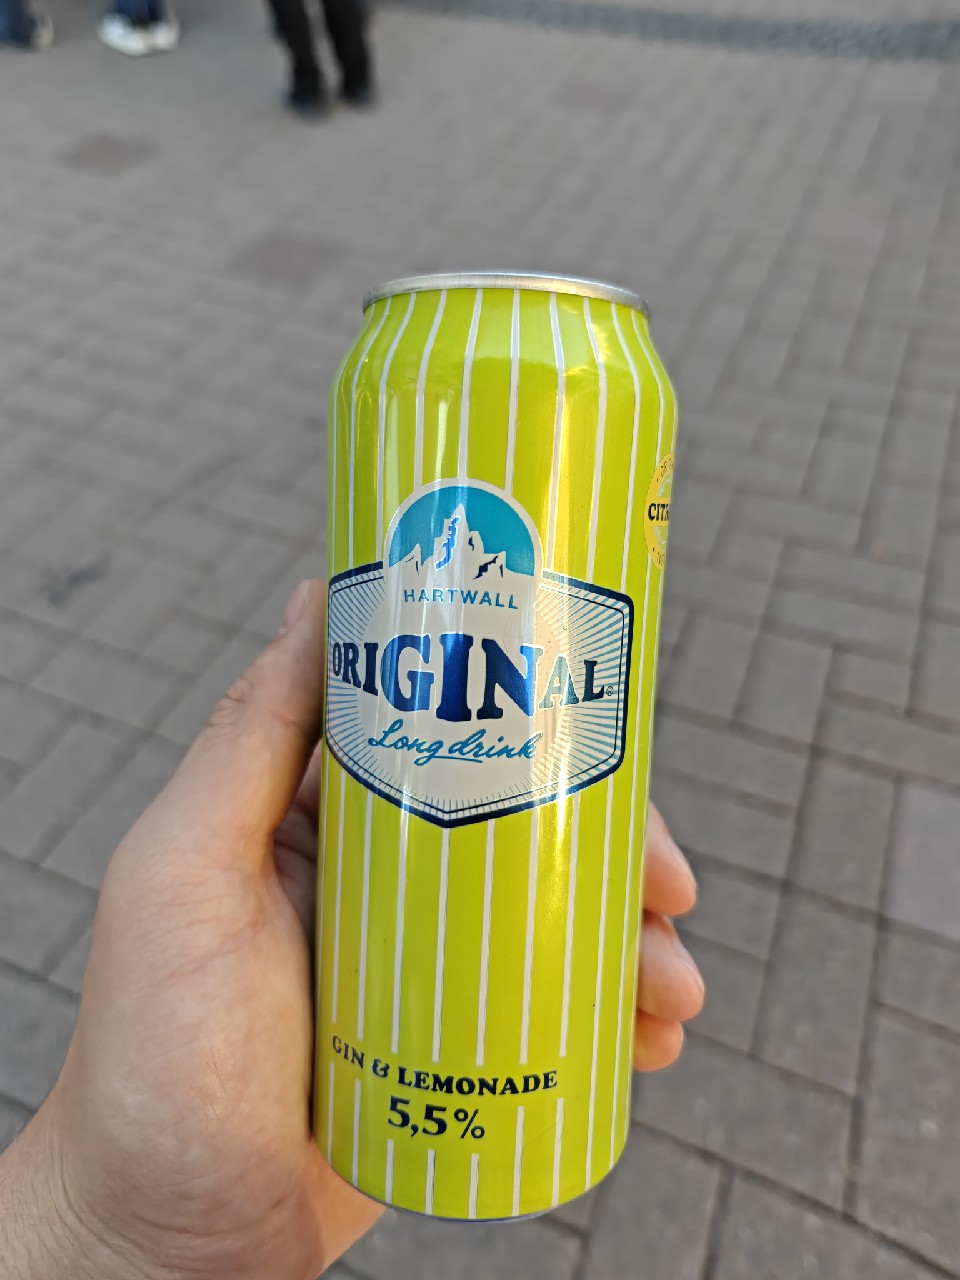 HARTWALL
ORIGINAL®
Long drink
GIN & LEMONADE
5,5%